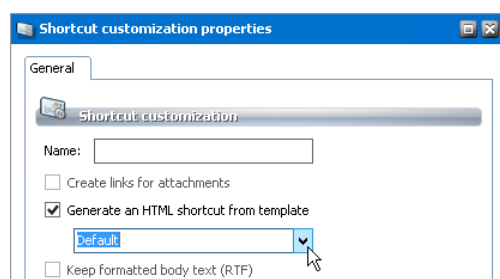 Shortcut customization properties
General
Shortcut customization
Name:
Create links for attachments
Generate an HTML shortcut from template
Default
Keep formatted body text (RTF)